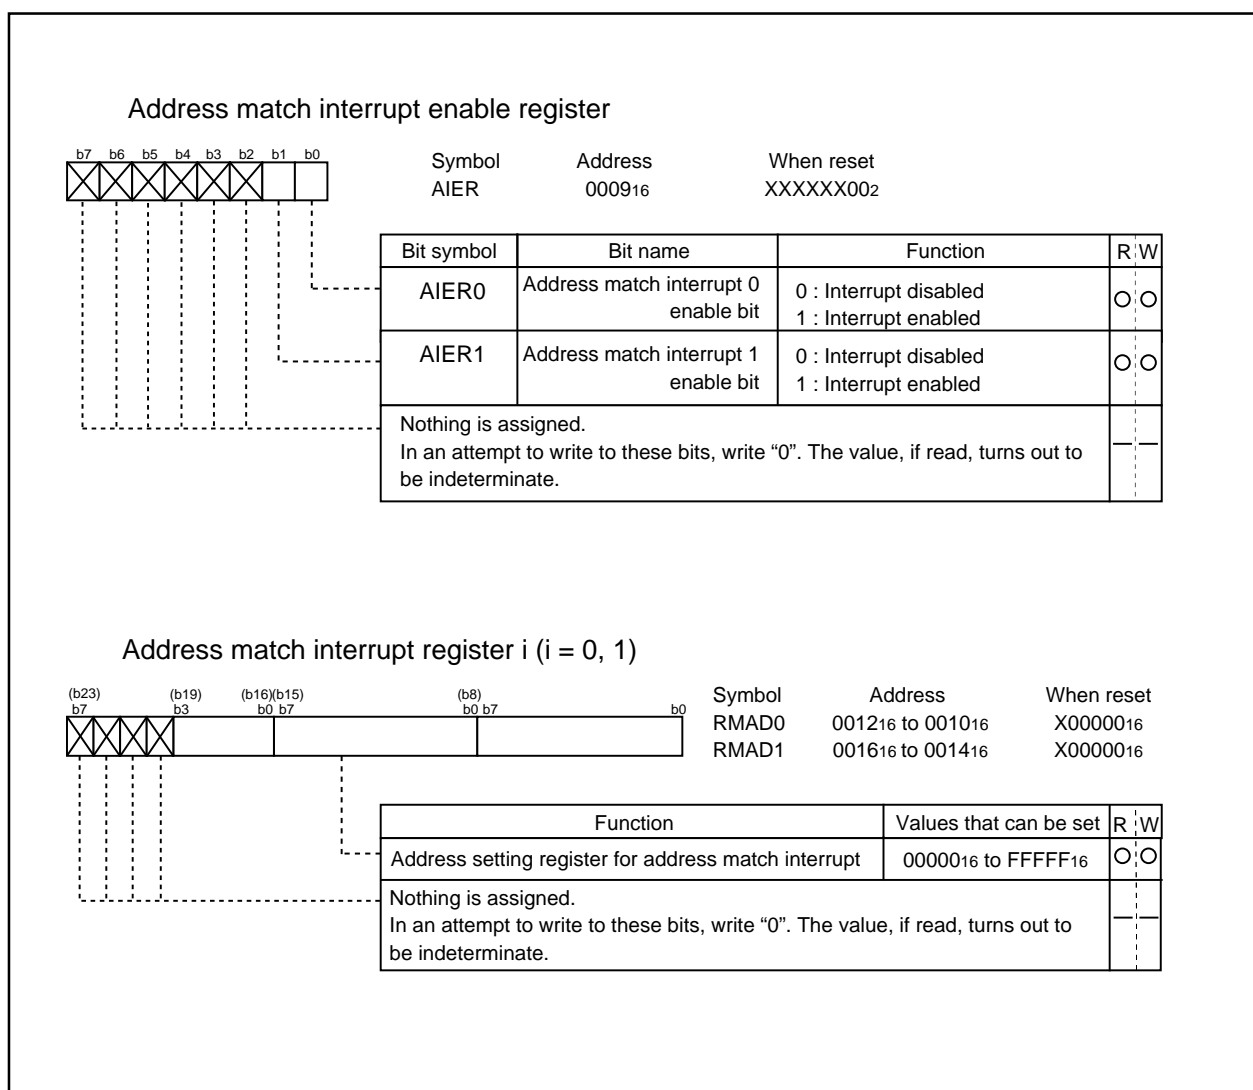 Address match interrupt enable register
b7 b6 b5 b4 b3 b2 b1 b0
Symbol Address When reset
AIER 000916 XXXXXX002
Bit symbol Bit name Function R W
AIER0 Address match interrupt 0 enable bit 0 : Interrupt disabled
1 : Interrupt enabled
AIER1 Address match interrupt 1 enable bit 0 : Interrupt disabled
1 : Interrupt enabled
Nothing is assigned.
In an attempt to write to these bits, write “0”. The value, if read, turns out to
be indeterminate.
Address match interrupt register i (i = 0, 1)
(b23) (b19) (b16)(b15) (b8)
b7 b3 b0 b7 b0 b7 b0
Symbol Address When reset
RMAD0 001216 to 001016 X0000016
RMAD1 001616 to 001416 X0000016
Function Values that can be set R W
Address setting register for address match interrupt 0000016 to FFFFF16
Nothing is assigned.
In an attempt to write to these bits, write “0”. The value, if read, turns out to
be indeterminate.